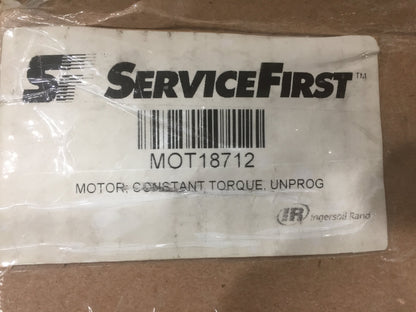 SF SERVICEFIRST™
MOT18712
MOTOR, CONSTANT TORQUE, UNPROG
IR Ingersoll Rand